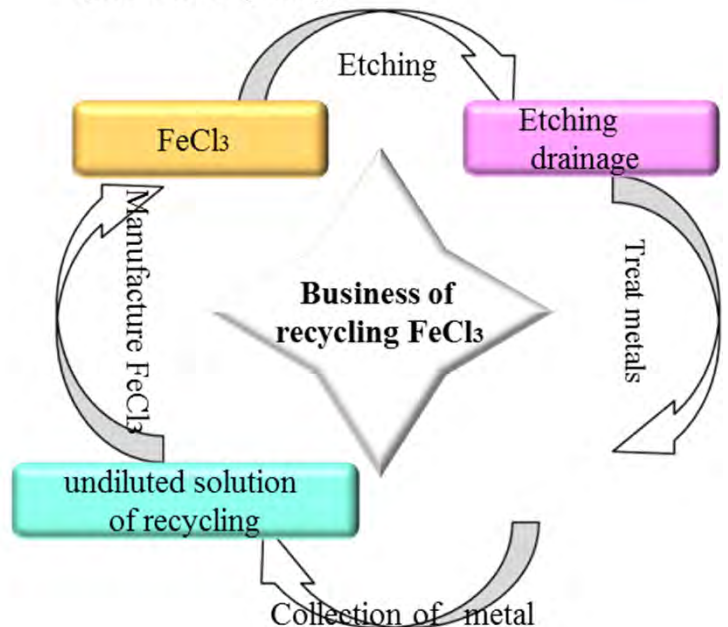 Etching
FeCl₃
Etching
drainage
Manufacture FeCl₃
Treat metals
Business of
recycling FeCl₃
undiluted solution
of recycling
Collection of metal